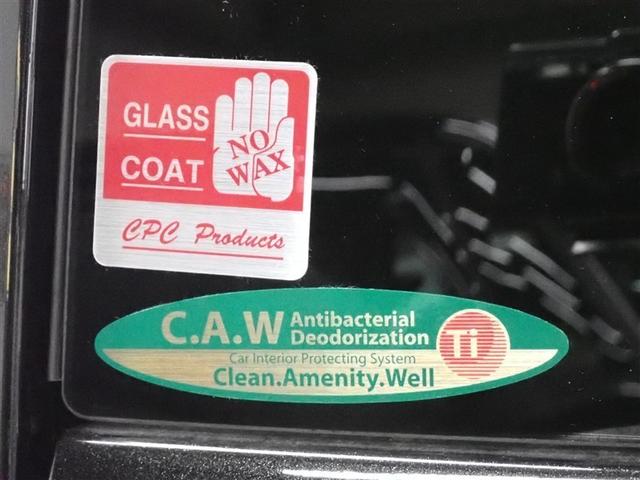 GLASS
COAT
NO
WAX
CPC Products
C.A.W Antibacterial
Deodorization
Ti
Car Interior Protecting System
Clean.Amenity.Well